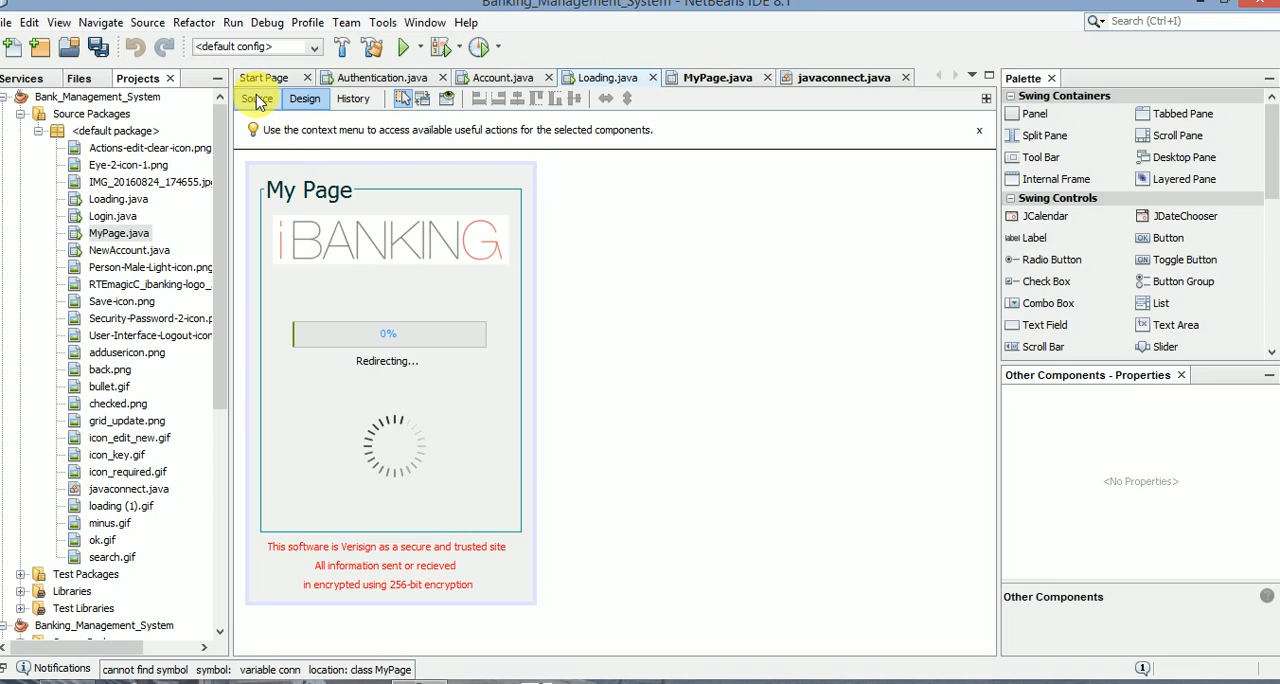 Banking_Management_System - NetBeans IDE 8.1
ile Edit View Navigate Source Refactor Run Debug Profile Team Tools Window Help
Search (Ctrl+I)
<default config>
Services Files Projects
Start Page Authentication.java Account.java Loading.java MyPage.java javaconnect.java
Source Design History
Use the context menu to access available useful actions for the selected components.
x
Bank_Management_System
Source Packages
<default package>
Actions-edit-clear-icon.png
Eye-2-icon-1.png
IMG_20160824_174655.jp
Loading.java
Login.java
MyPage.java
NewAccount.java
Person-Male-Light-icon.png
RTEmagicC_ibanking-logo_
Save-icon.png
Security-Password-2-icon.p
User-Interface-Logout-icon
addusericon.png
back.png
bullet.gif
checked.png
grid_update.png
icon_edit_new.gif
icon_key.gif
icon_required.gif
javaconnect.java
loading (1).gif
minus.gif
ok.gif
search.gif
Test Packages
Libraries
Test Libraries
Banking_Management_System
My Page
iBANKING
0%
Redirecting...
This software is Verisign as a secure and trusted site
All information sent or recieved
in encrypted using 256-bit encryption
Palette
Swing Containers
Panel Tabbed Pane
Split Pane Scroll Pane
Tool Bar Desktop Pane
Internal Frame Layered Pane
Swing Controls
JCalendar JDateChooser
label Label OK Button
Radio Button ON Toggle Button
Check Box Button Group
Combo Box List
Text Field Text Area
Scroll Bar Slider
Other Components - Properties
<No Properties>
Other Components
Notifications
cannot find symbol symbol: variable conn location: class MyPage
1